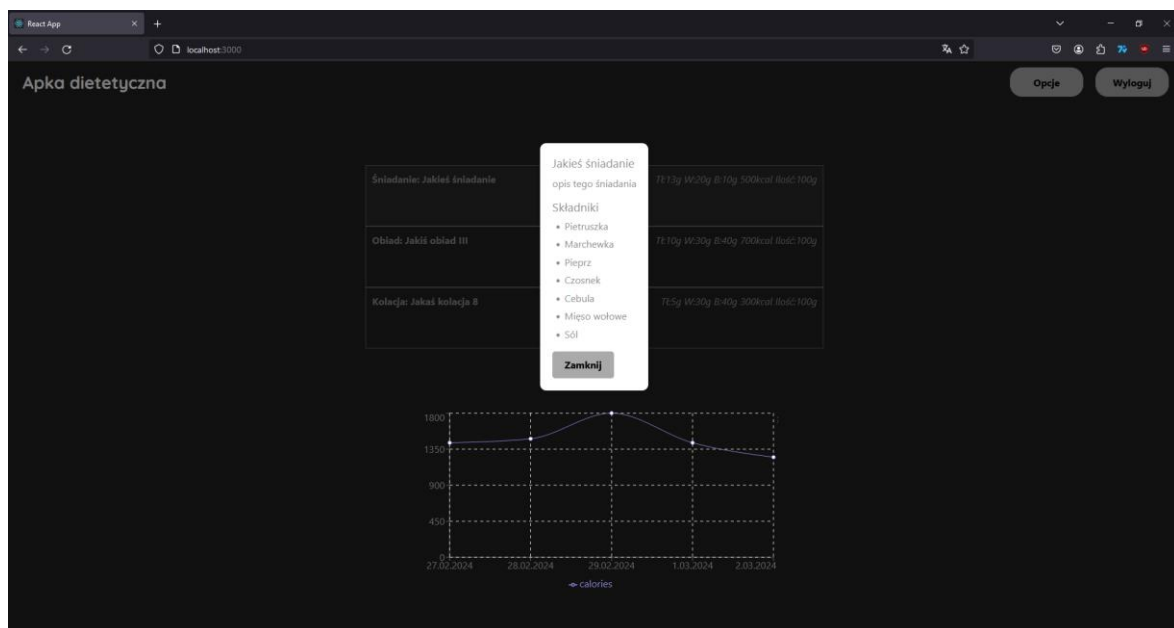 React App
localhost:3000
Apka dietetyczna
Opcje
Wyloguj
Jakieś śniadanie
opis tego śniadania
Składniki
Pietruszka
Marchewka
Pieprz
Czosnek
Cebula
Mięso wołowe
Sól
Zamknij
Śniadanie: Jakieś śniadanie
Tł:13g W:20g B:10g 500kcal Ilość:100g
Obiad: Jakiś obiad III
Tł:10g W:30g B:40g 700kcal Ilość:100g
Kolacja: Jakaś kolacja 8
Tł:5g W:30g B:40g 300kcal Ilość:100g
1800
1350
900
450
0
27.02.2024 28.02.2024 29.02.2024 1.03.2024 2.03.2024
calories